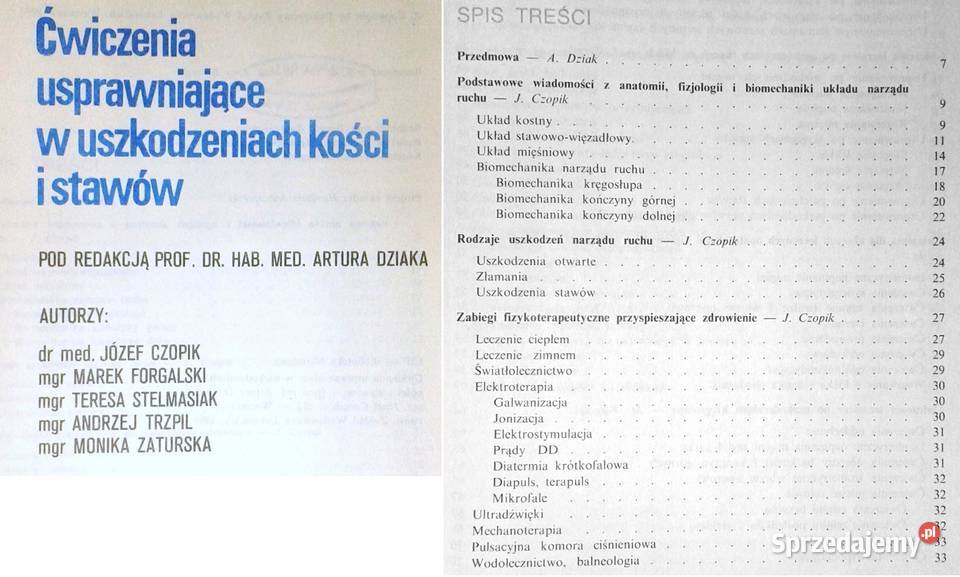 Ćwiczenia
usprawniające
w uszkodzeniach kości
i stawów
POD REDAKCJĄ PROF. DR. HAB. MED. ARTURA DZIAKA
AUTORZY:
dr med. JÓZEF CZOPIK
mgr MAREK FORGALSKI
mgr TERESA STELMASIAK
mgr ANDRZEJ TRZPIL
mgr MONIKA ZATURSKA
SPIS TREŚCI
Przedmowa — A. Dziak 7
Podstawowe wiadomości z anatomii, fizjologii i biomechaniki układu narządu
ruchu — J. Czopik 9
Układ kostny 9
Układ stawowo-więzadłowy 11
Układ mięśniowy 14
Biomechanika narządu ruchu 17
Biomechanika kręgosłupa 18
Biomechanika kończyny górnej 20
Biomechanika kończyny dolnej 22
Rodzaje uszkodzeń narządu ruchu — J. Czopik 24
Uszkodzenia otwarte 24
Złamania 25
Uszkodzenia stawów 26
Zabiegi fizykoterapeutyczne przyspieszające zdrowienie — J. Czopik 27
Leczenie ciepłem 27
Leczenie zimnem 29
Światłolecznictwo 29
Elektroterapia 30
Galwanizacja 30
Jonizacja 30
Elektrostymulacja 31
Prądy DD 31
Diatermia krótkofalowa 31
Diapuls, terapuls 32
Mikrofale 32
Ultradźwięki 32
Mechanoterapia 32
Pulsacyjna komora ciśnieniowa 33
Wodolecznictwo, balneologia 33
Sprzedajemy.pl